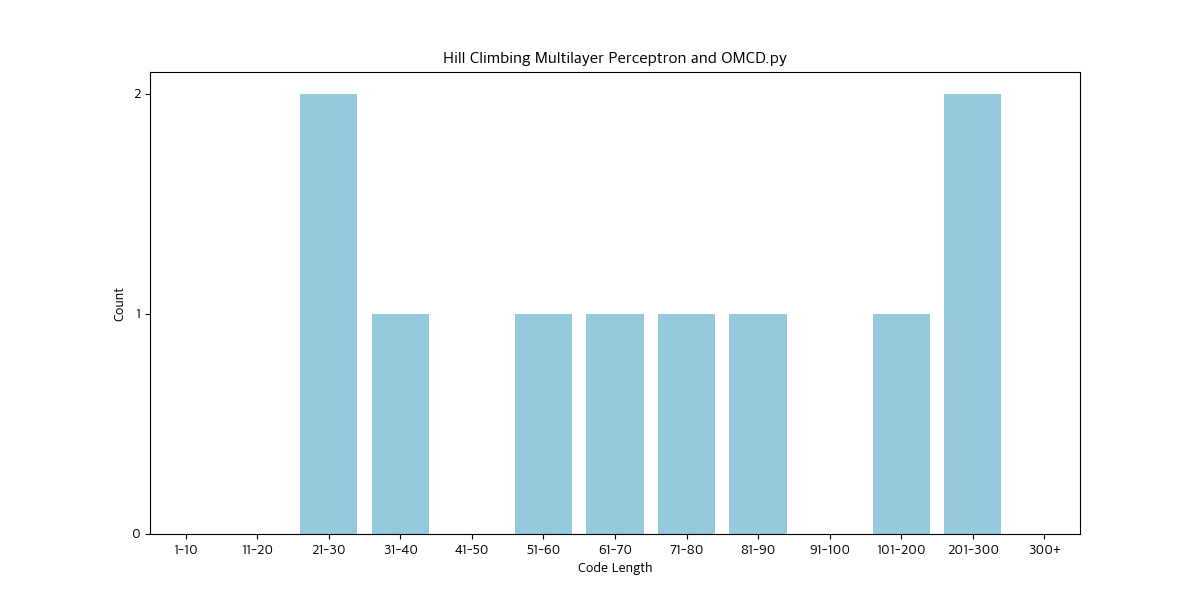 Hill Climbing Multilayer Perceptron and OMCD.py
2
1
0
Count
1-10 11-20 21-30 31-40 41-50 51-60 61-70 71-80 81-90 91-100 101-200 201-300 300+
Code Length